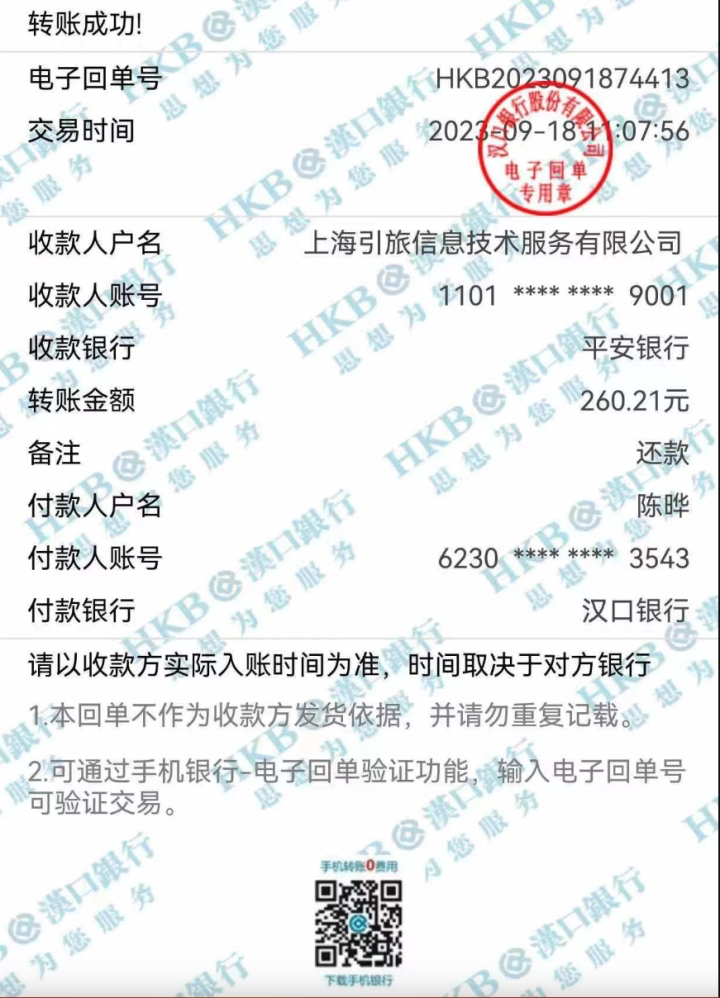 转账成功!
电子回单号 HKB2023091874413
交易时间 2023-09-18 11:07:56
汉口银行股份有限公司
电子回单
专用章
收款人户名 上海引旅信息技术服务有限公司
收款人账号 1101 **** **** 9001
收款银行 平安银行
转账金额 260.21元
备注 还款
付款人户名 陈晔
付款人账号 6230 **** **** 3543
付款银行 汉口银行
请以收款方实际入账时间为准，时间取决于对方银行
1.本回单不作为收款方发货依据，并请勿重复记载。
2.可通过手机银行-电子回单验证功能，输入电子回单号
可验证交易。
手机转账0费用
下载手机银行
HKB@漢口銀行
思想为您服务